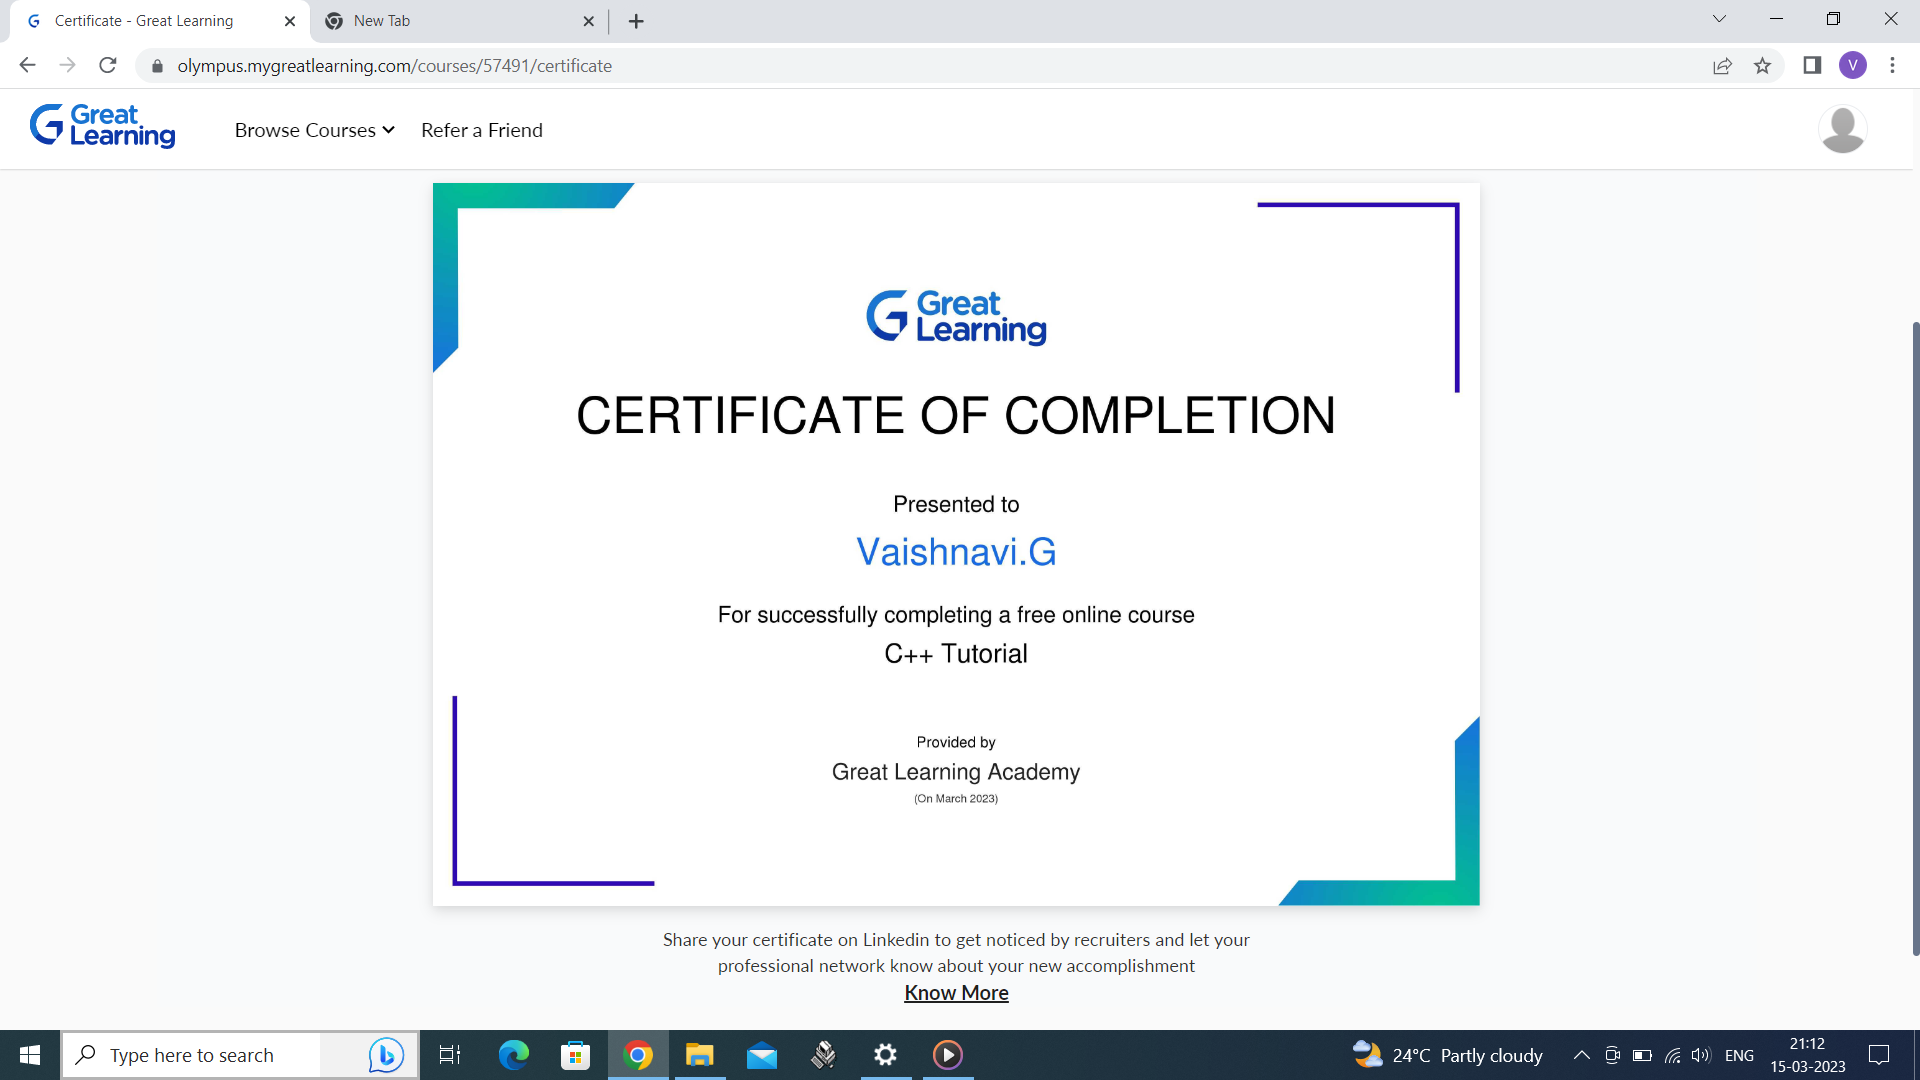 Certificate - Great Learning
New Tab
olympus.mygreatlearning.com/courses/57491/certificate
V
Great Learning
Browse Courses
Refer a Friend
Great
Learning
CERTIFICATE OF COMPLETION
Presented to
Vaishnavi.G
For successfully completing a free online course
C++ Tutorial
Provided by
Great Learning Academy
(On March 2023)
Share your certificate on Linkedin to get noticed by recruiters and let your
professional network know about your new accomplishment
Know More
Type here to search
24°C Partly cloudy
ENG
21:12
15-03-2023